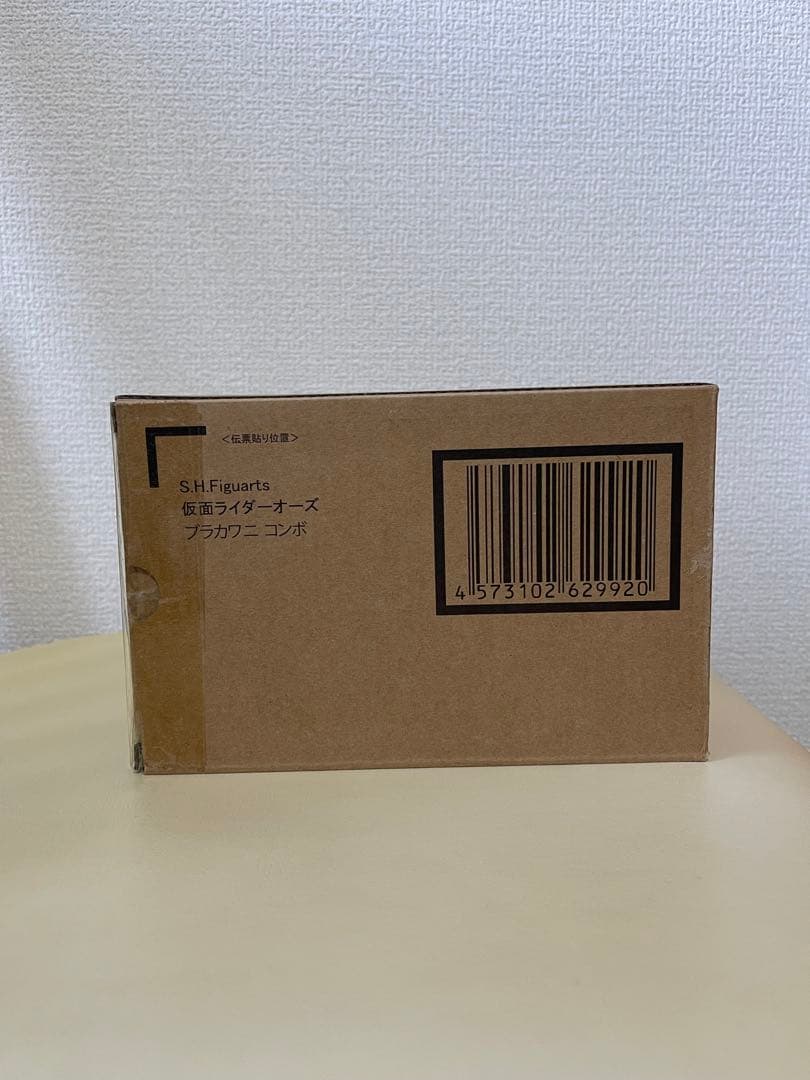 <伝票貼り位置>
S.H.Figuarts
仮面ライダーオーズ
ブラカワニ コンボ
4 573102 629920